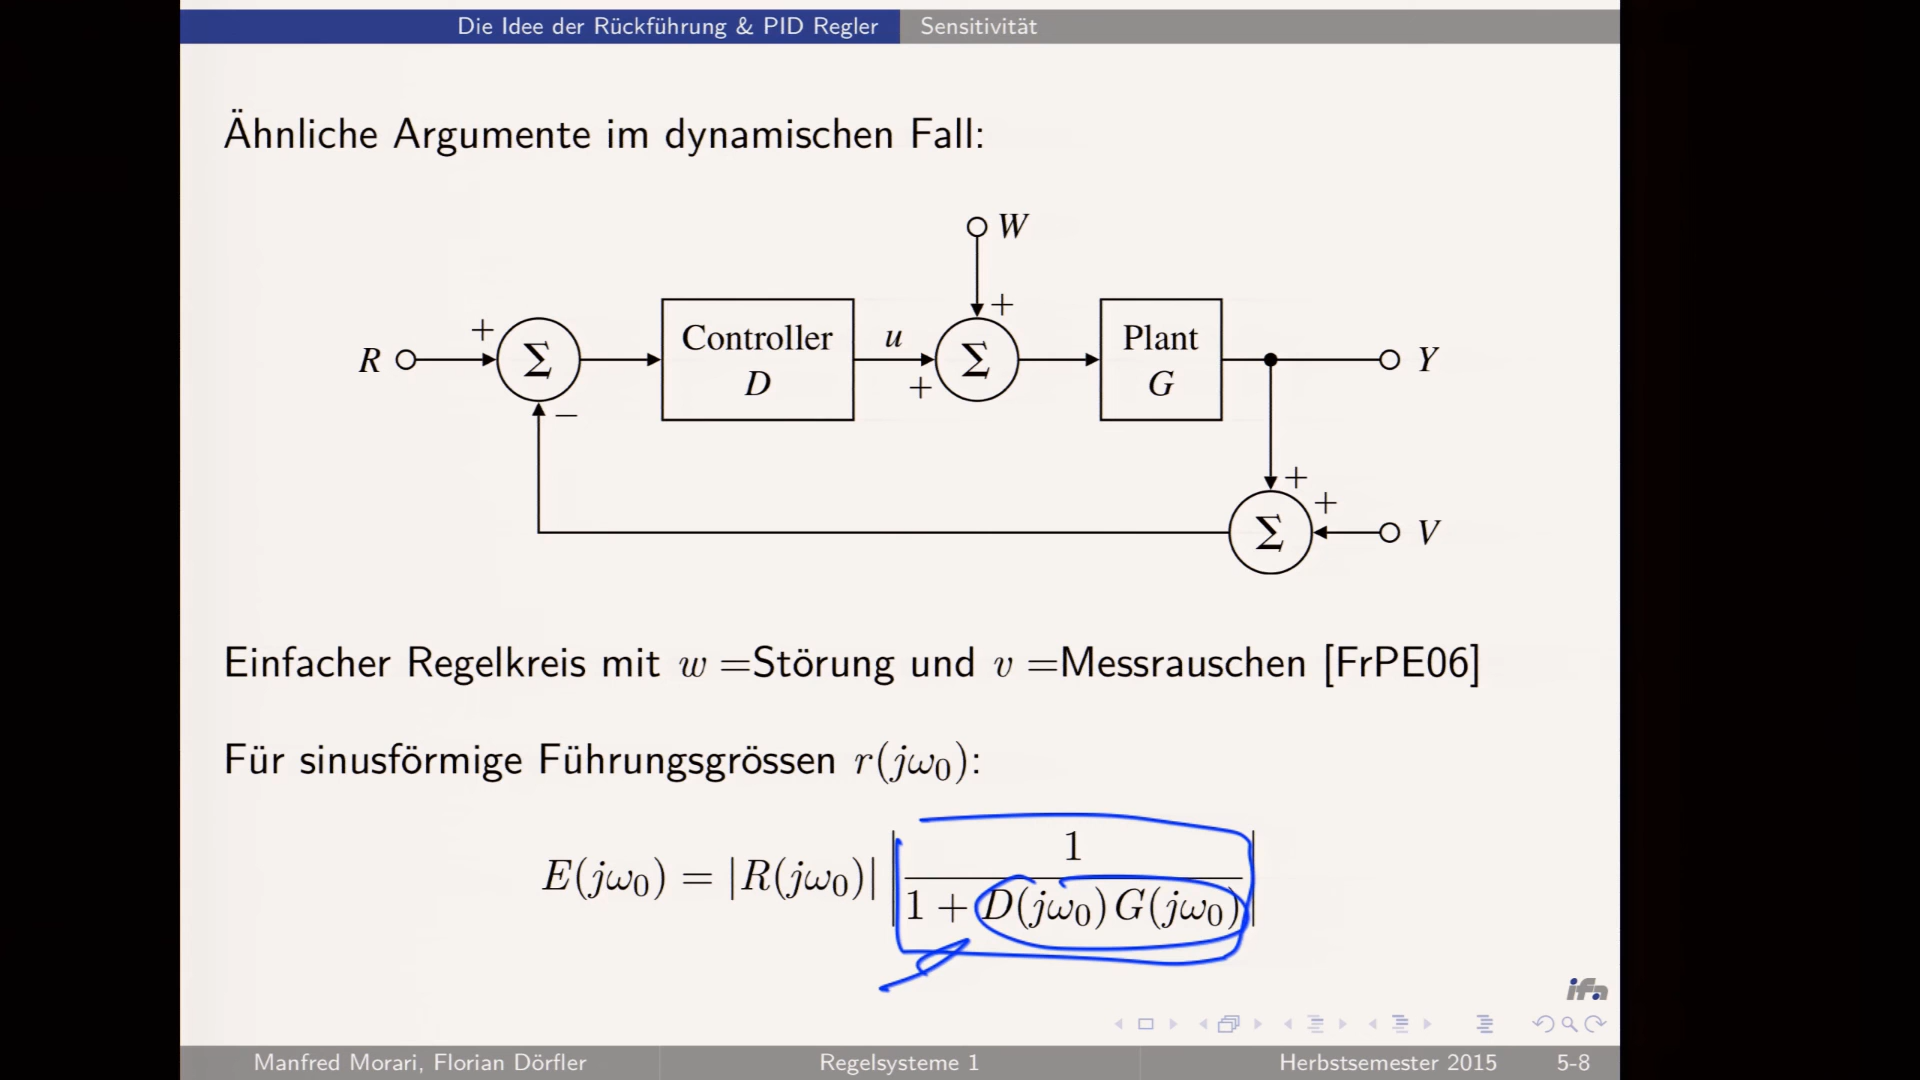 Die Idee der Rückführung & PID Regler Sensitivität
Ähnliche Argumente im dynamischen Fall:
W
+
+ Controller u Plant
R Σ D + Σ G Y
−
+
+
Σ V
Einfacher Regelkreis mit w =Störung und v =Messrauschen [FrPE06]
Für sinusförmige Führungsgrössen r(jω₀):
E(jω₀) = |R(jω₀)| | 1 / (1 + D(jω₀)G(jω₀)) |
ifa
Manfred Morari, Florian Dörfler Regelsysteme 1 Herbstsemester 2015 5-8